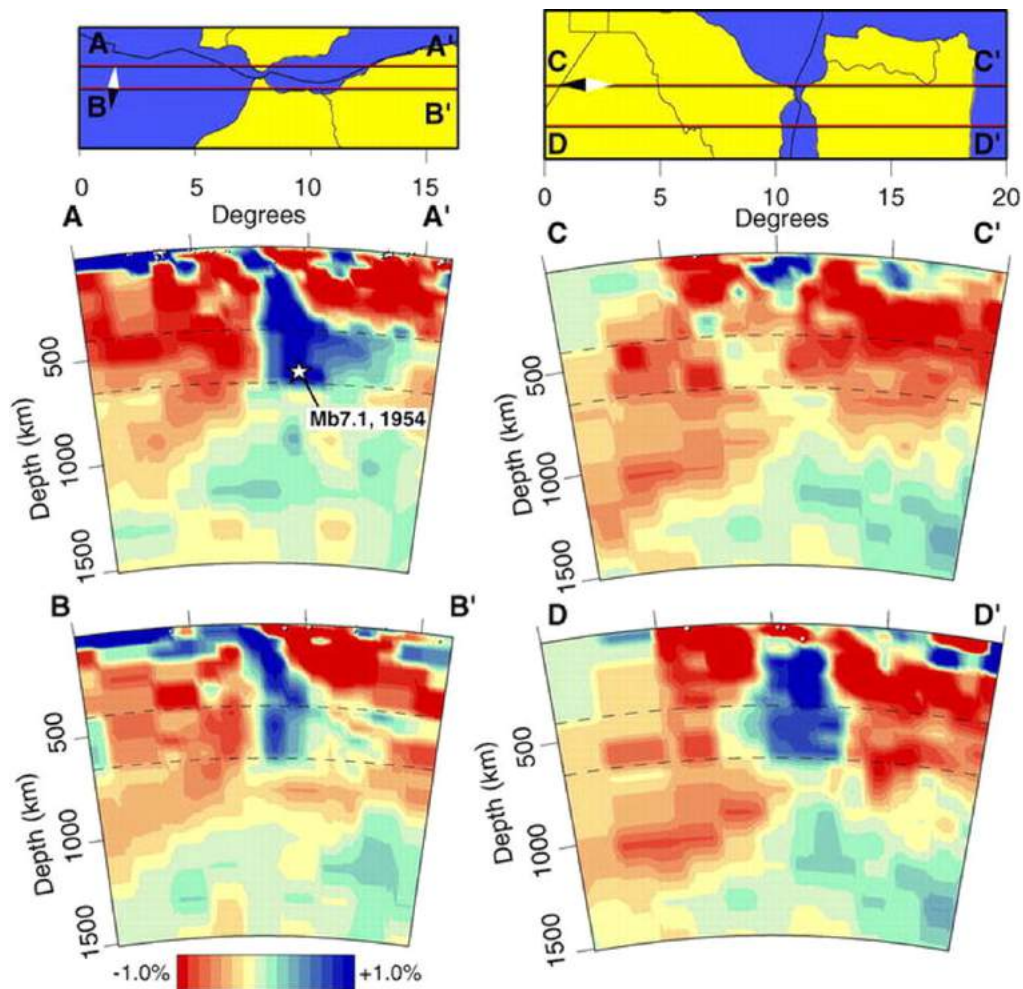 A A'
B B'
0 5 10 15
Degrees
C C'
D D'
0 5 10 15 20
Degrees
A A'
500
1000
1500
Depth (km)
Mb7.1, 1954
C C'
500
1000
1500
Depth (km)
B B'
500
1000
1500
Depth (km)
D D'
500
1000
1500
Depth (km)
-1.0% +1.0%